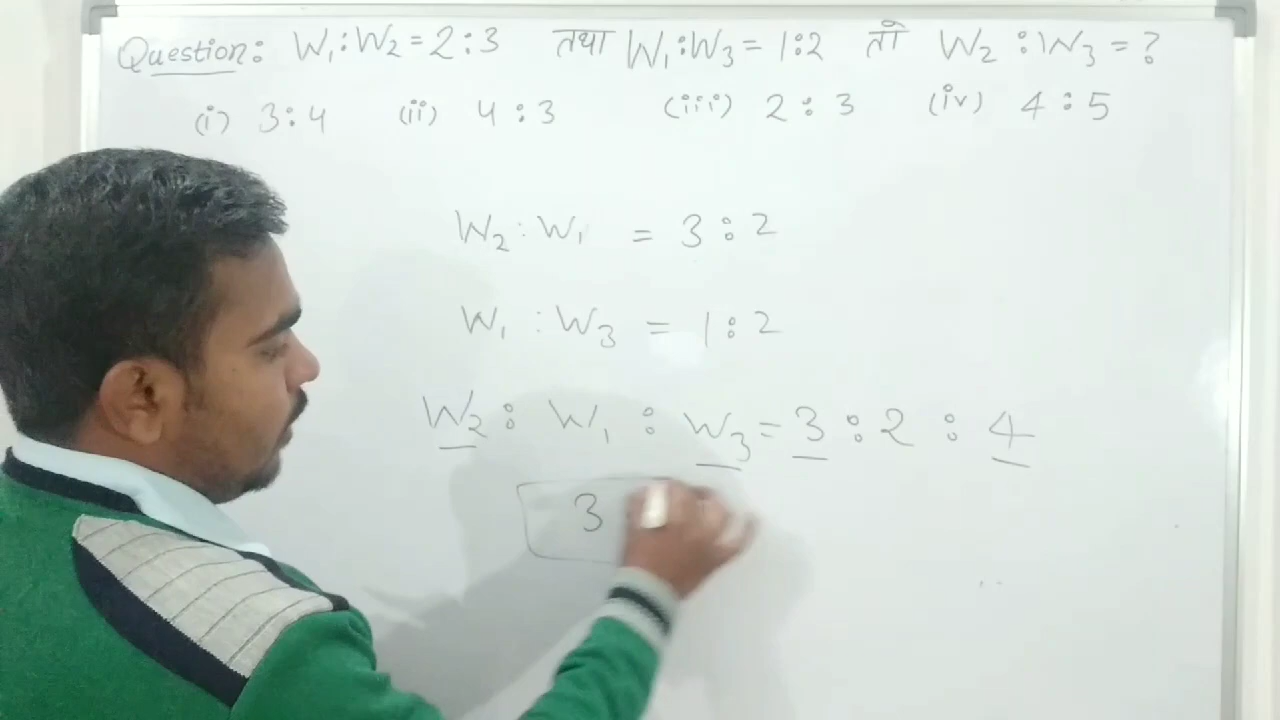 Question: W₁:W₂ = 2:3 तथा W₁:W₃ = 1:2 तो W₂ : W₃ = ?
(i) 3:4 (ii) 4:3 (iii) 2:3 (iv) 4:5
W₂ : W₁ = 3:2
W₁ : W₃ = 1:2
W₂ : W₁ : W₃ = 3 : 2 : 4
3